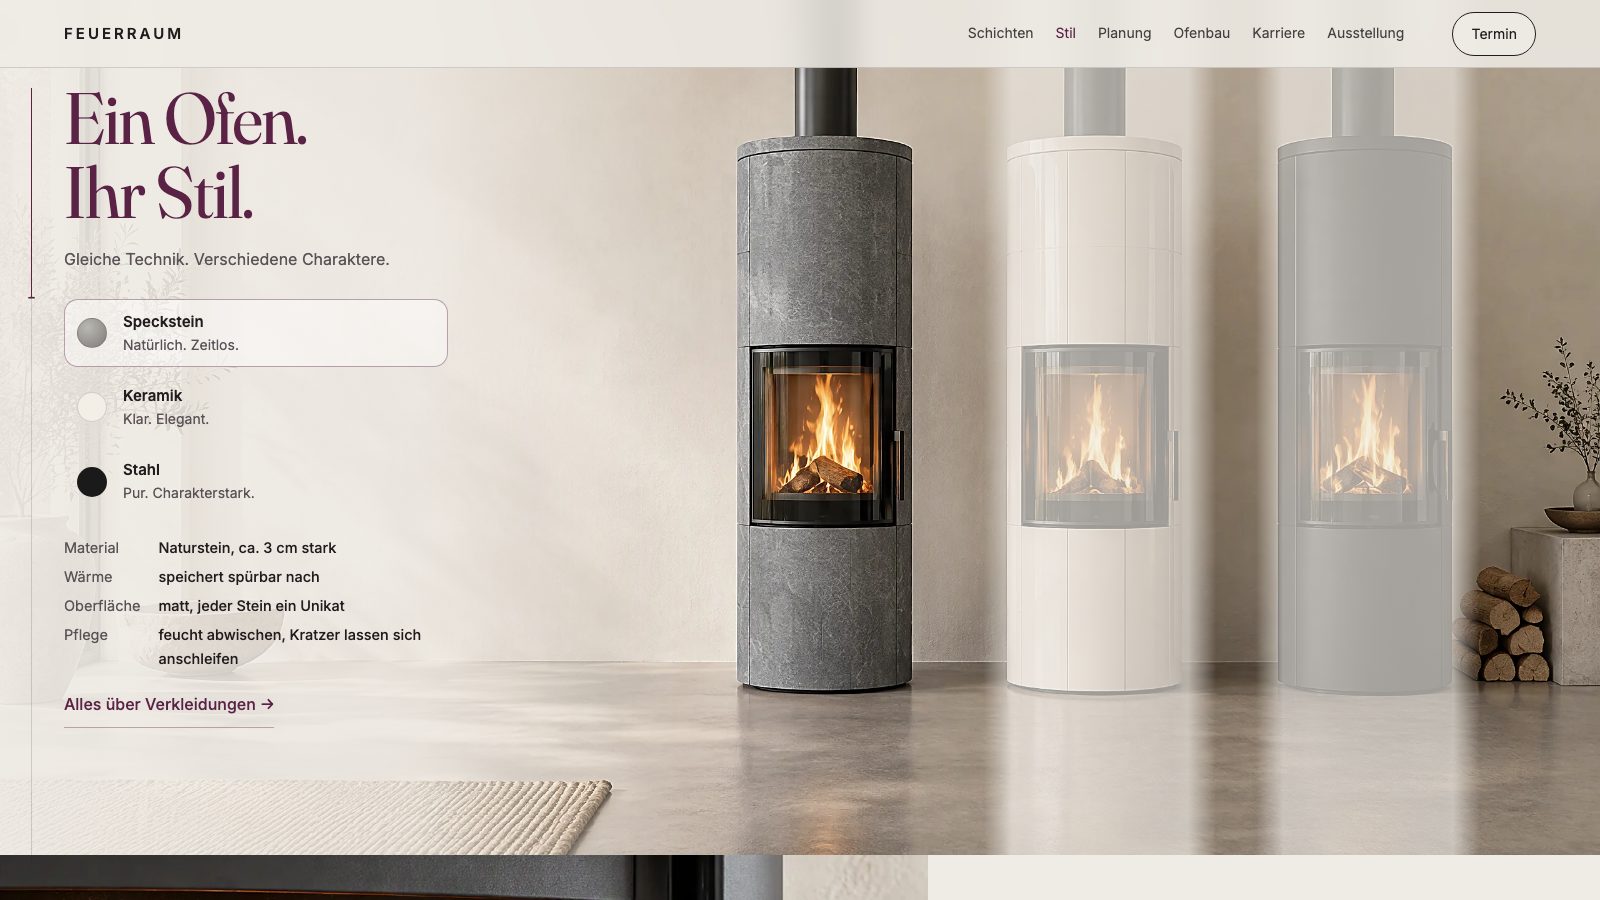 FEUERRAUM
Schichten Stil Planung Ofenbau Karriere Ausstellung Termin
Ein Ofen.
Ihr Stil.
Gleiche Technik. Verschiedene Charaktere.
Speckstein
Natürlich. Zeitlos.
Keramik
Klar. Elegant.
Stahl
Pur. Charakterstark.
Material Naturstein, ca. 3 cm stark
Wärme speichert spürbar nach
Oberfläche matt, jeder Stein ein Unikat
Pflege feucht abwischen, Kratzer lassen sich
anschleifen
Alles über Verkleidungen →